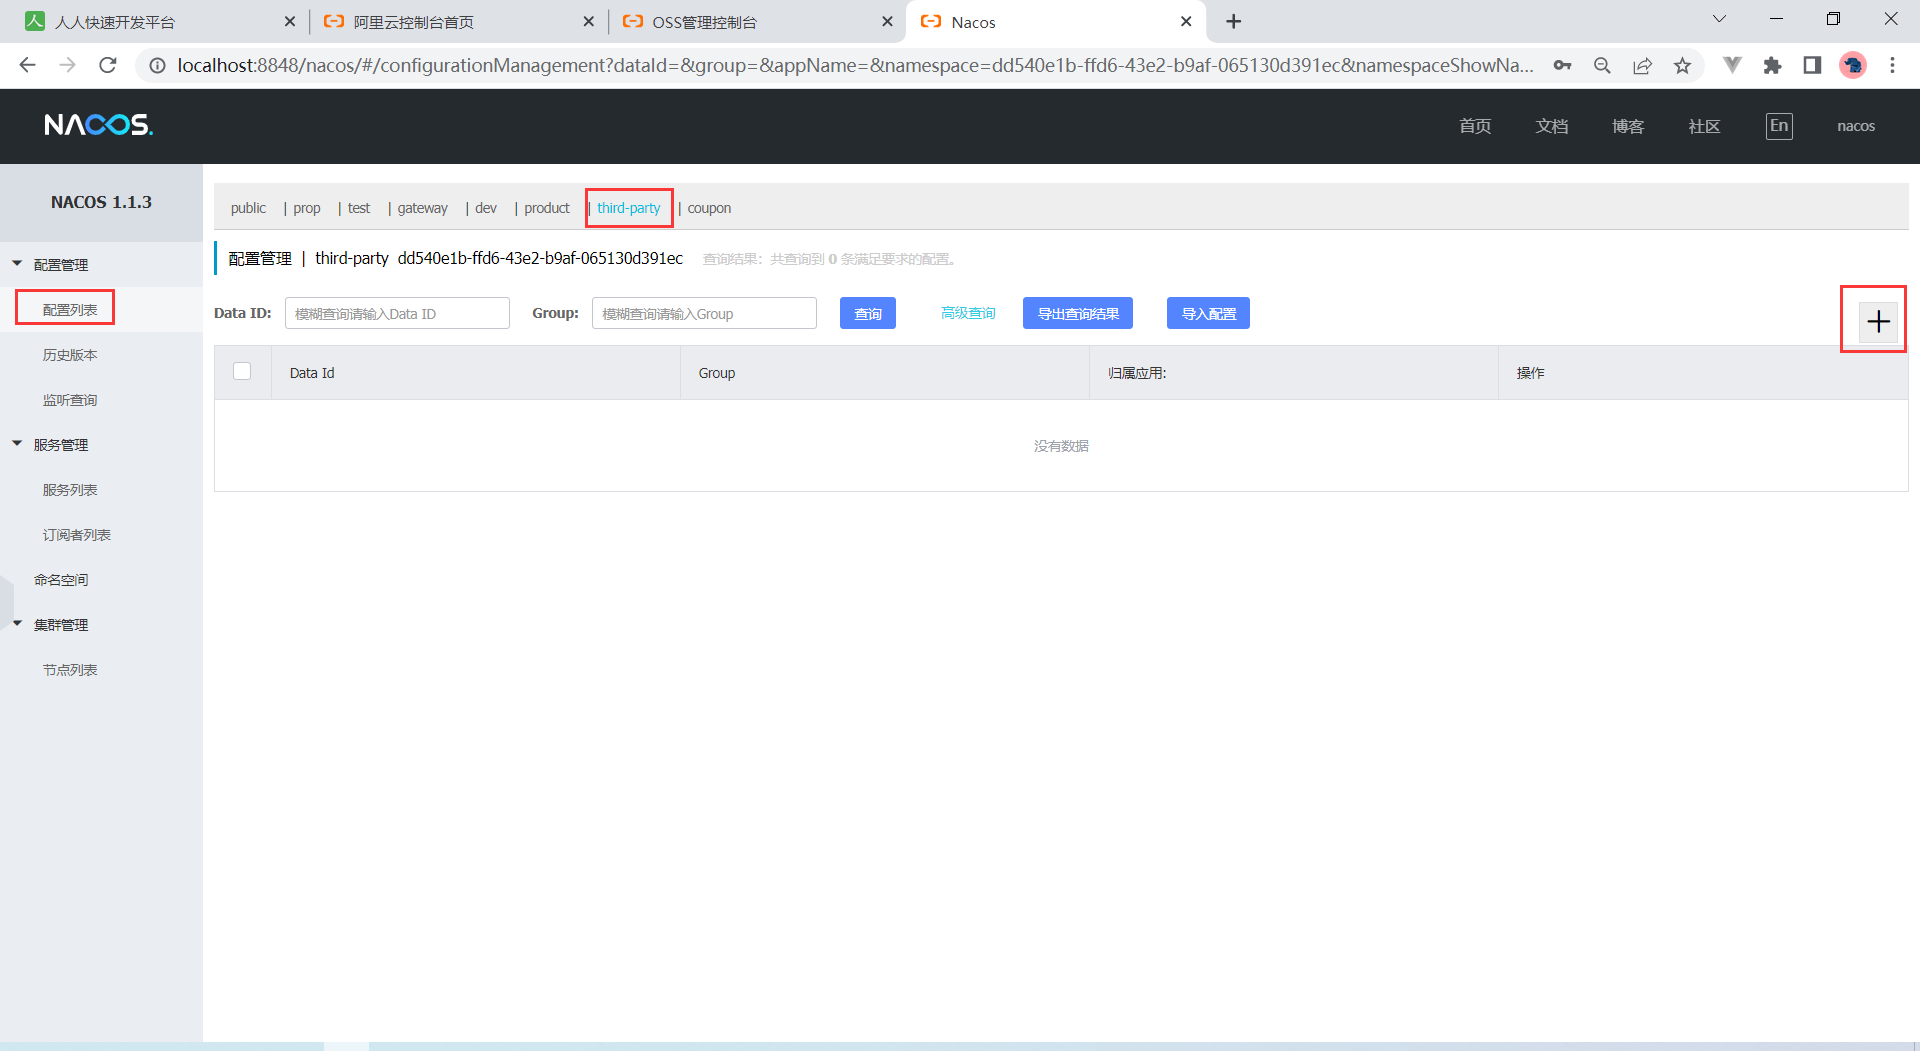 人人快速开发平台
阿里云控制台首页
OSS管理控制台
Nacos
localhost:8848/nacos/#/configurationManagement?dataId=&group=&appName=&namespace=dd540e1b-ffd6-43e2-b9af-065130d391ec&namespaceShowNa...
NACOS.
首页 文档 博客 社区 En nacos
NACOS 1.1.3
配置管理
配置列表
历史版本
监听查询
服务管理
服务列表
订阅者列表
命名空间
集群管理
节点列表
public | prop | test | gateway | dev | product | third-party | coupon
配置管理 | third-party dd540e1b-ffd6-43e2-b9af-065130d391ec 查询结果：共查询到 0 条满足要求的配置。
Data ID: 模糊查询请输入Data ID Group: 模糊查询请输入Group 查询 高级查询 导出查询结果 导入配置
Data Id Group 归属应用: 操作
没有数据